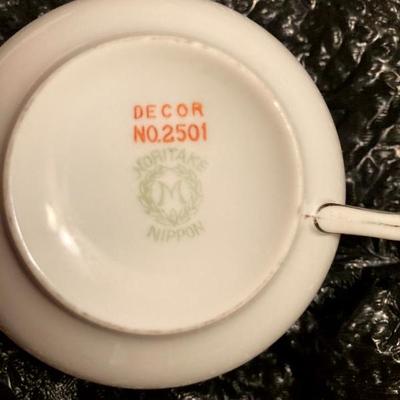 DECOR
NO.2501
NORITAKE
M
NIPPON